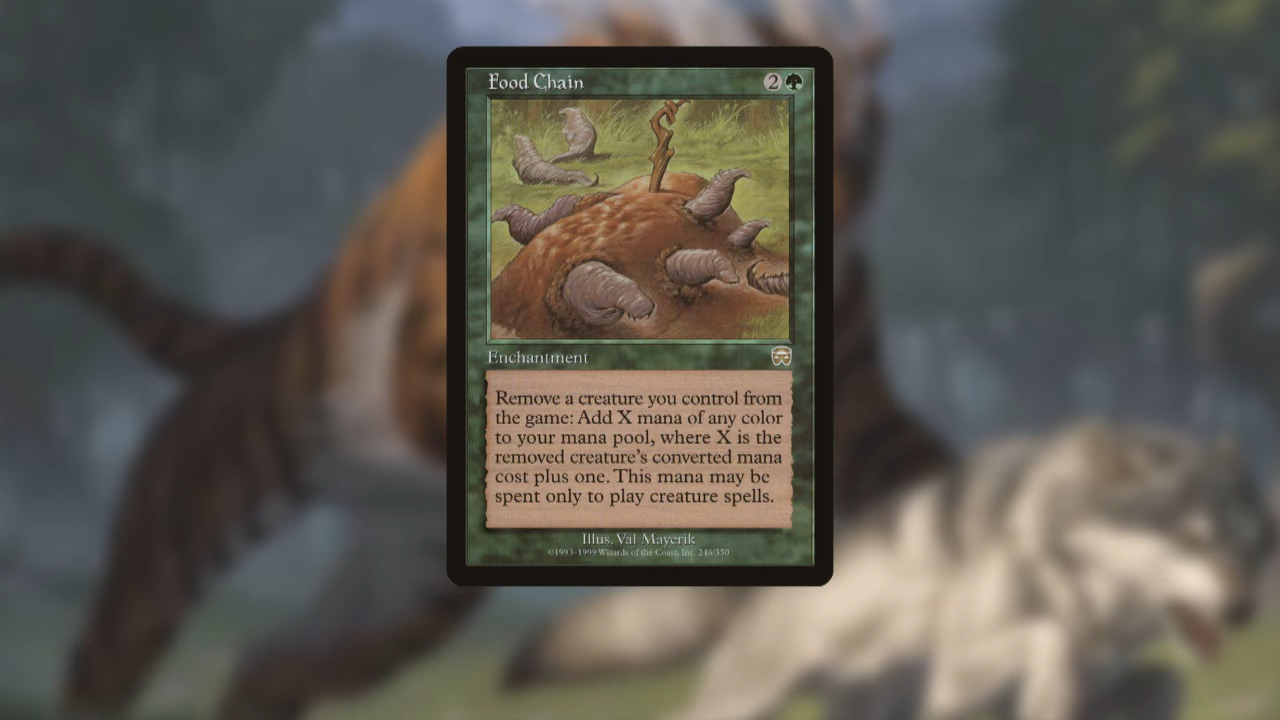 Food Chain
2
Enchantment
Remove a creature you control from
the game: Add X mana of any color
to your mana pool, where X is the
removed creature's converted mana
cost plus one. This mana may be
spent only to play creature spells.
Illus. Val Mayerik
©1993-1999 Wizards of the Coast, Inc. 246/350